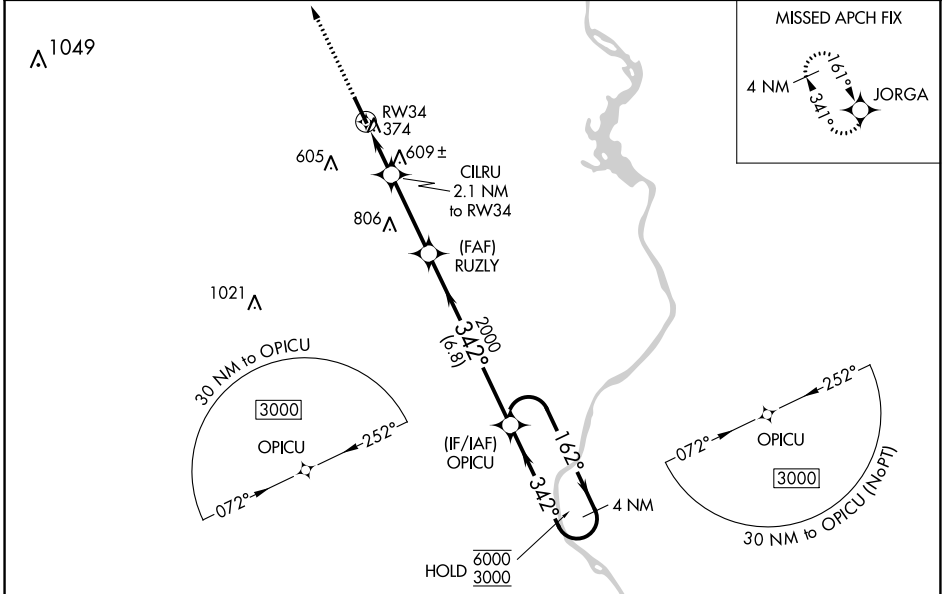 1049
MISSED APCH FIX
4 NM
161°
341°
JORGA
RW34
374
605
609 ±
CILRU
2.1 NM
to RW34
806
(FAF)
RUZLY
1021
2000
342°
(6.8)
30 NM to OPICU
3000
OPICU
072°
252°
(IF/IAF)
OPICU
162°
342°
4 NM
HOLD 6000
3000
252°
072°
OPICU
3000
30 NM to OPICU (NoPT)